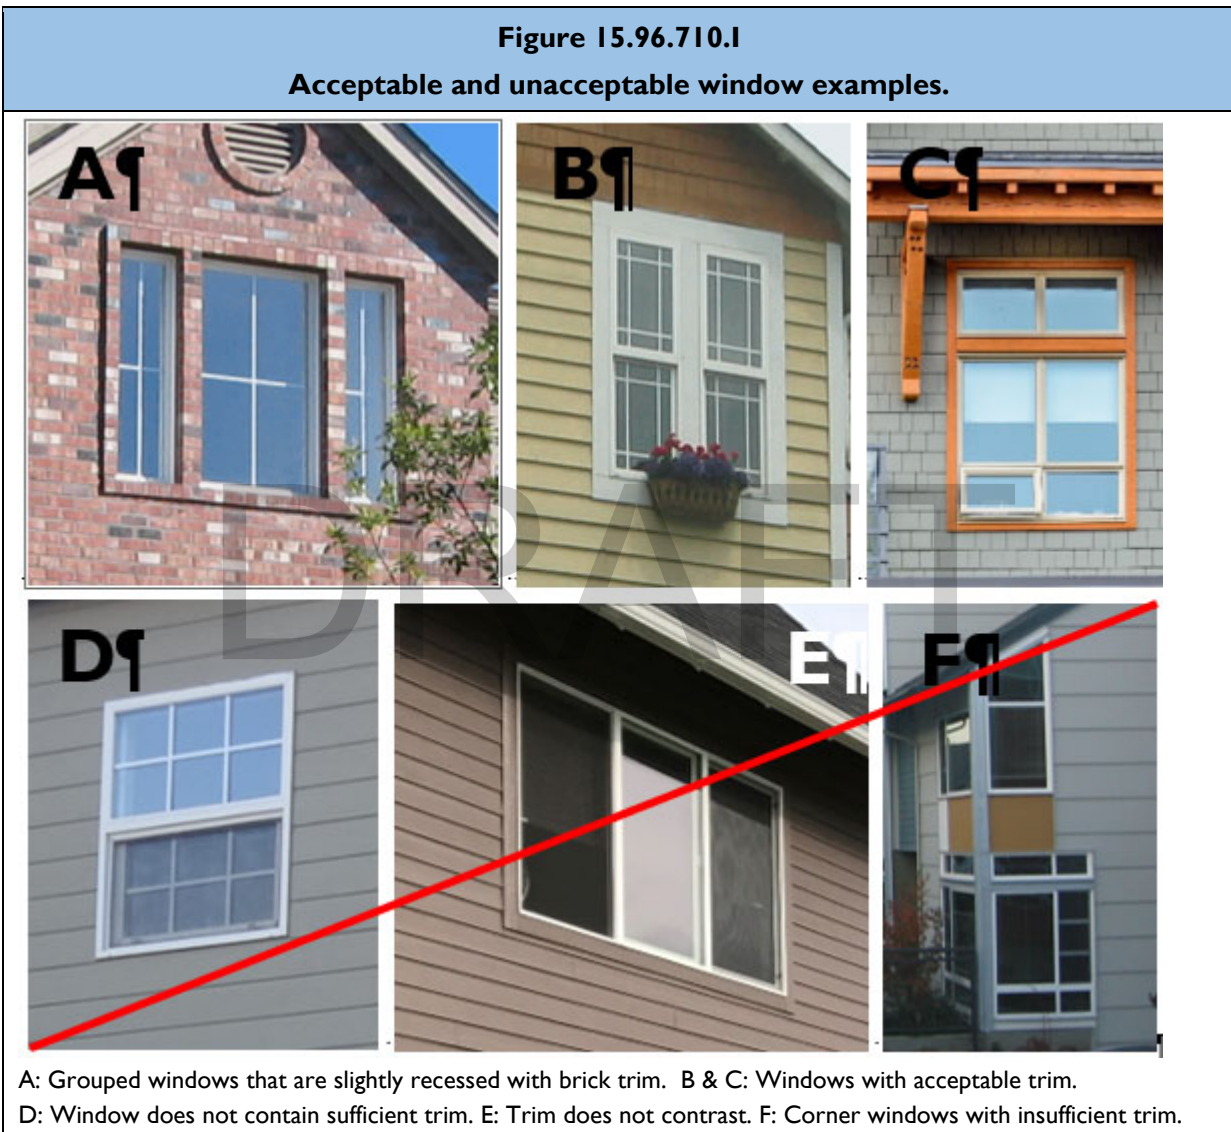 Figure 15.96.710.I
Acceptable and unacceptable window examples.
A¶ B¶ C¶
DRAFT
D¶ E¶ F¶
A: Grouped windows that are slightly recessed with brick trim. B & C: Windows with acceptable trim.
D: Window does not contain sufficient trim. E: Trim does not contrast. F: Corner windows with insufficient trim.